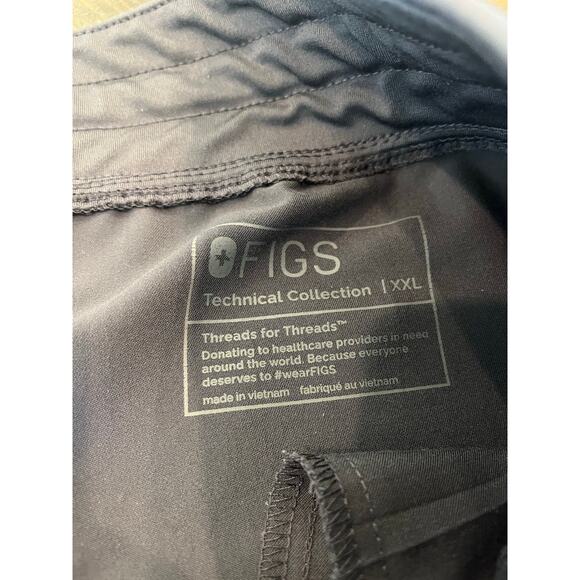 FIGS
Technical Collection | XXL
Threads for Threads™
Donating to healthcare providers in need
around the world. Because everyone
deserves to #wearFIGS
made in vietnam fabriqué au vietnam